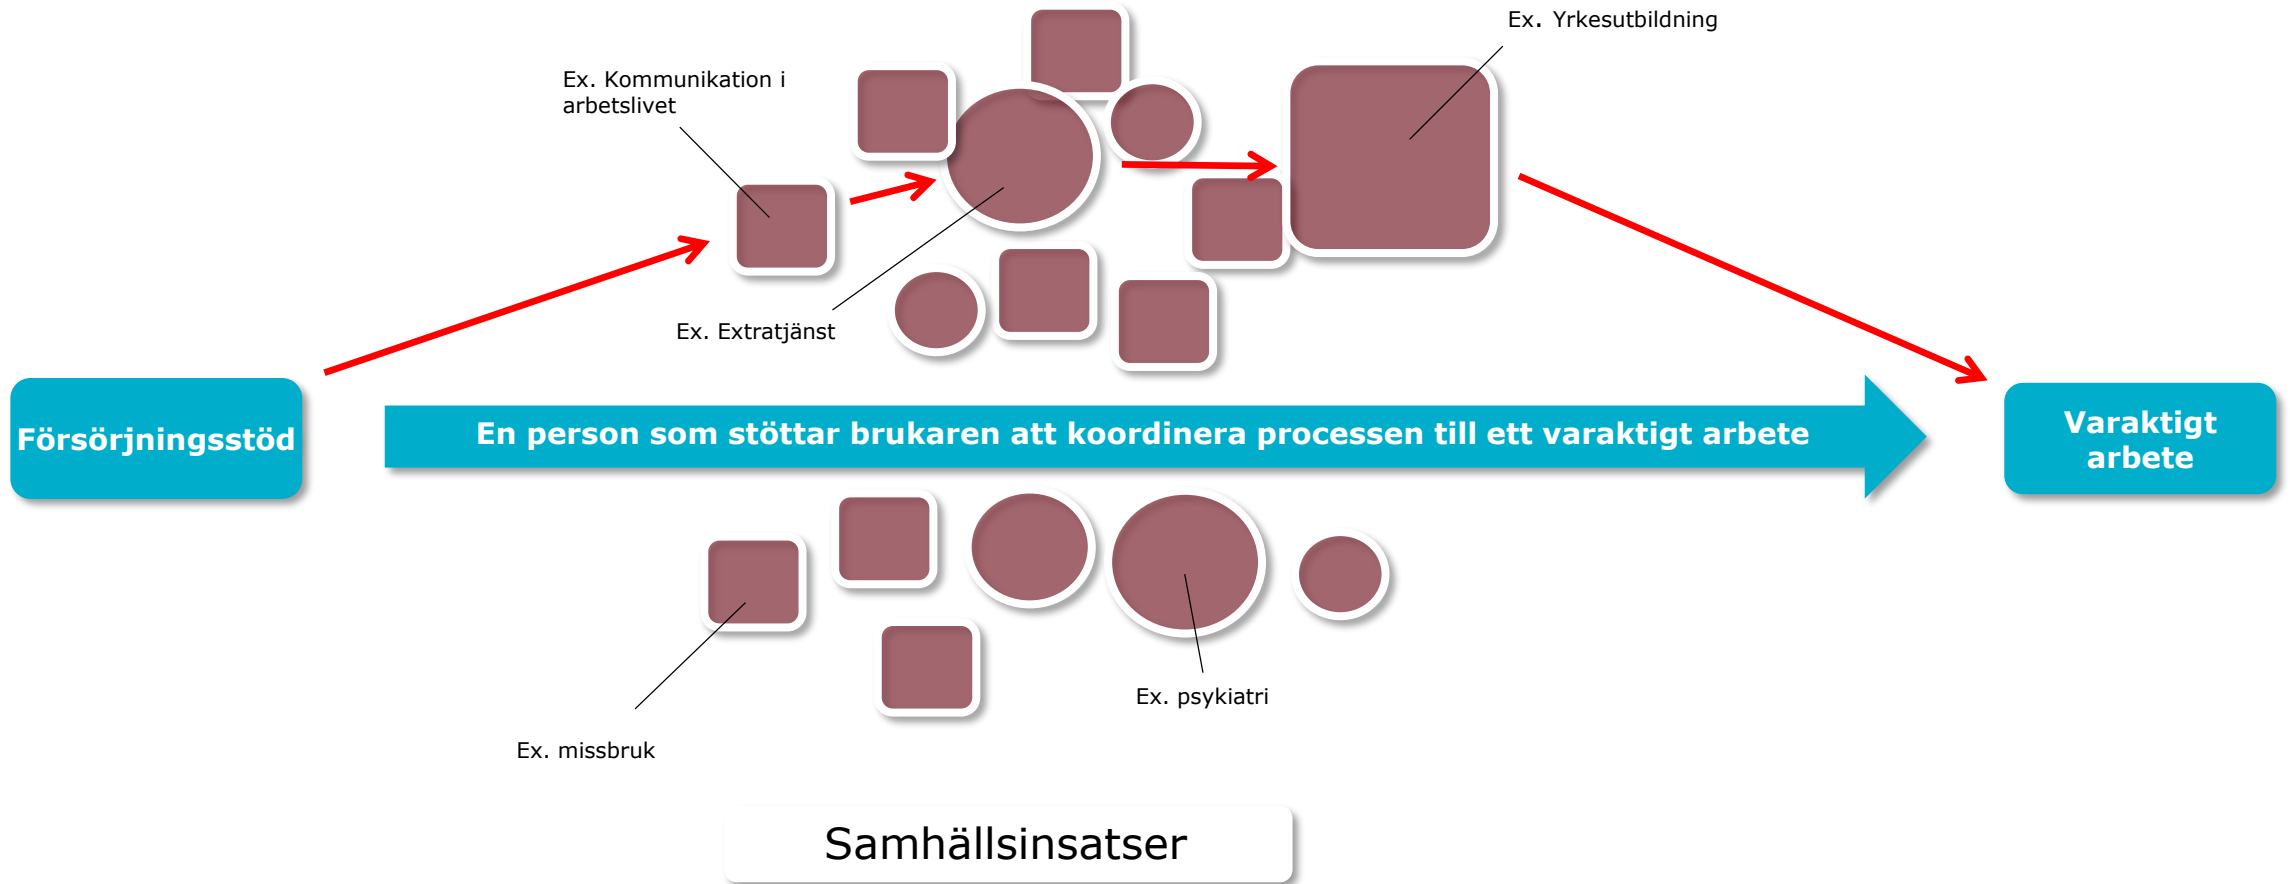 Ex. Yrkesutbildning
Ex. Kommunikation i
arbetslivet
Ex. Extratjänst
Försörjningsstöd
En person som stöttar brukaren att koordinera processen till ett varaktigt arbete
Varaktigt
arbete
Ex. psykiatri
Ex. missbruk
Samhällsinsatser